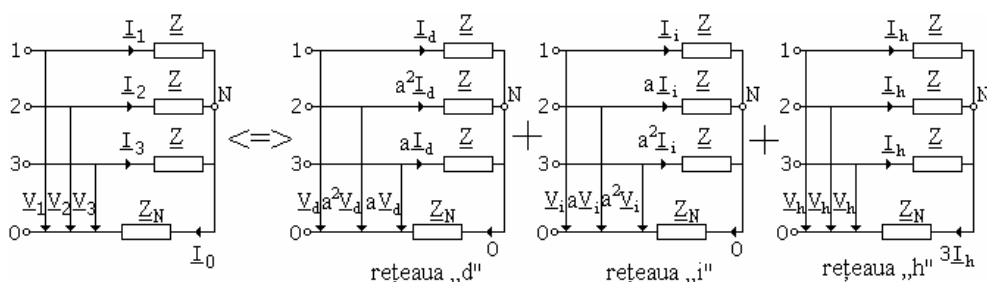 I1 Z Id Z Ii Z Ih Z
1 1 1 1
I2 Z a²Id Z aIi Z Ih Z
2 N 2 N 2 N 2 N
<=> + + +
I3 Z aId Z a²Ii Z Ih Z
3 3 3 3
V1 V2 V3 ZN Vd a²Vd aVd ZN Vi aVi a²Vi ZN Vh Vh Vh ZN
0 0 0 0
I0 0 0 3Ih
rețeaua „d" rețeaua „i" rețeaua „h"